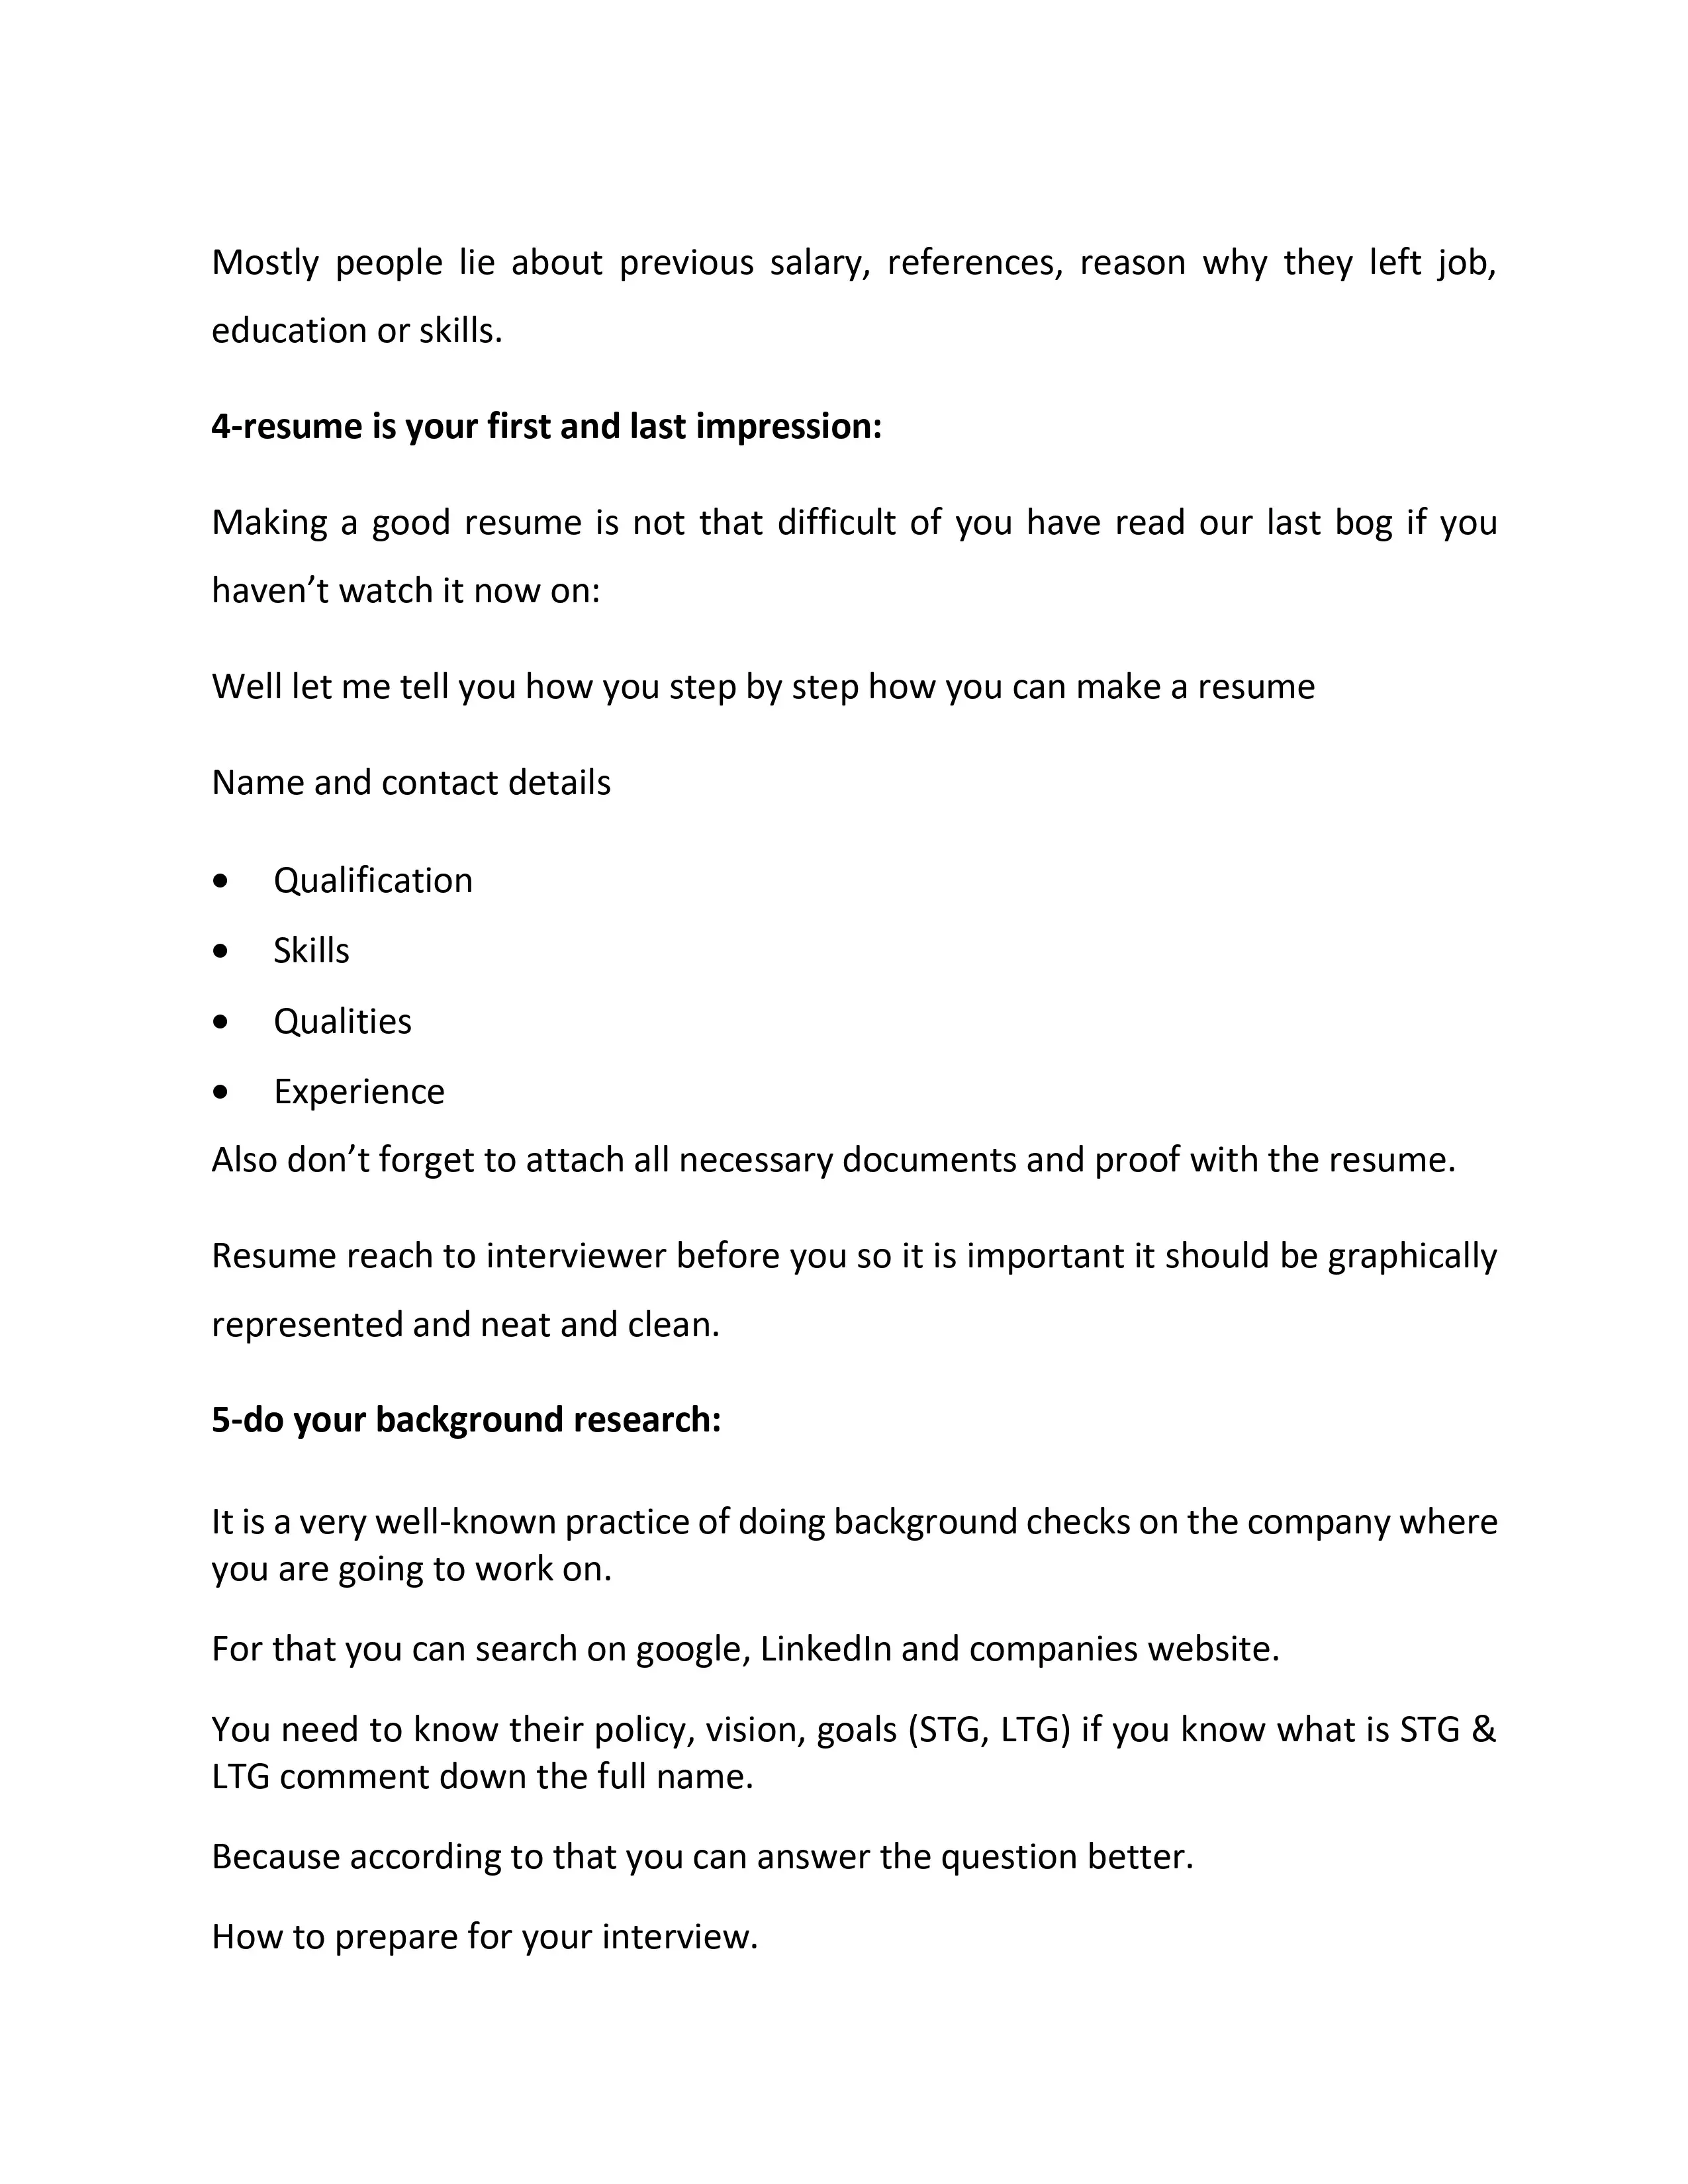 Mostly people lie about previous salary, references, reason why they left job,
education or skills.
4-resume is your first and last impression:
Making a good resume is not that difficult of you have read our last bog if you
haven’t watch it now on:
Well let me tell you how you step by step how you can make a resume
Name and contact details
• Qualification
• Skills
• Qualities
• Experience
Also don’t forget to attach all necessary documents and proof with the resume.
Resume reach to interviewer before you so it is important it should be graphically
represented and neat and clean.
5-do your background research:
It is a very well-known practice of doing background checks on the company where
you are going to work on.
For that you can search on google, LinkedIn and companies website.
You need to know their policy, vision, goals (STG, LTG) if you know what is STG &
LTG comment down the full name.
Because according to that you can answer the question better.
How to prepare for your interview.